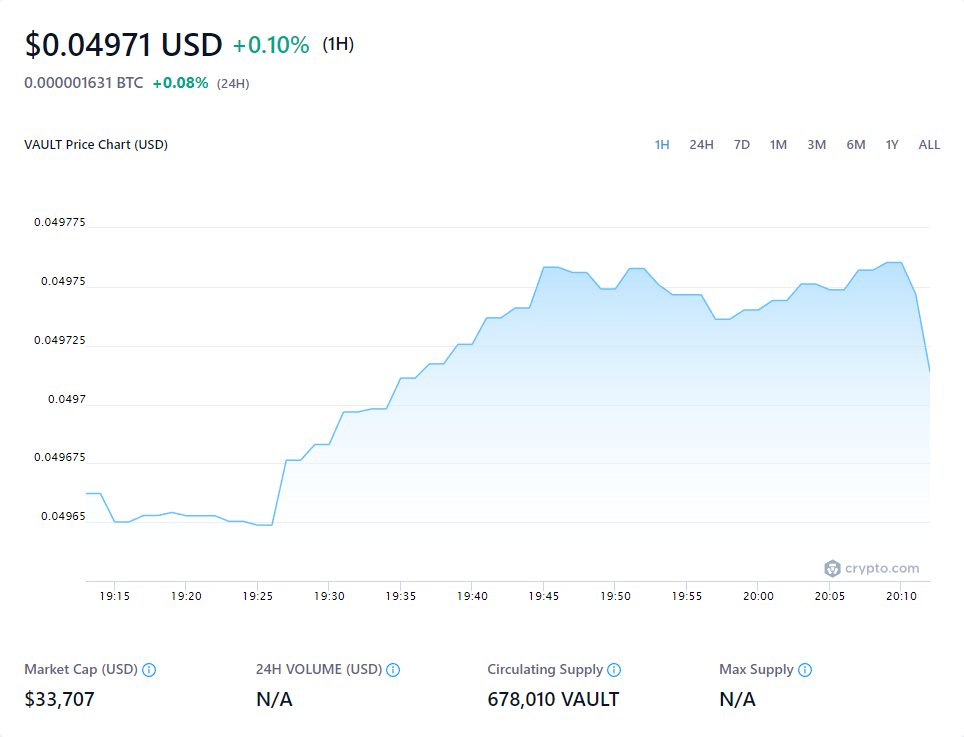 $0.04971 USD +0.10% (1H)
0.000001631 BTC +0.08% (24H)
VAULT Price Chart (USD) 1H 24H 7D 1M 3M 6M 1Y ALL
0.049775
0.04975
0.049725
0.0497
0.049675
0.04965
crypto.com
19:15 19:20 19:25 19:30 19:35 19:40 19:45 19:50 19:55 20:00 20:05 20:10
Market Cap (USD) 24H VOLUME (USD) Circulating Supply Max Supply
$33,707 N/A 678,010 VAULT N/A